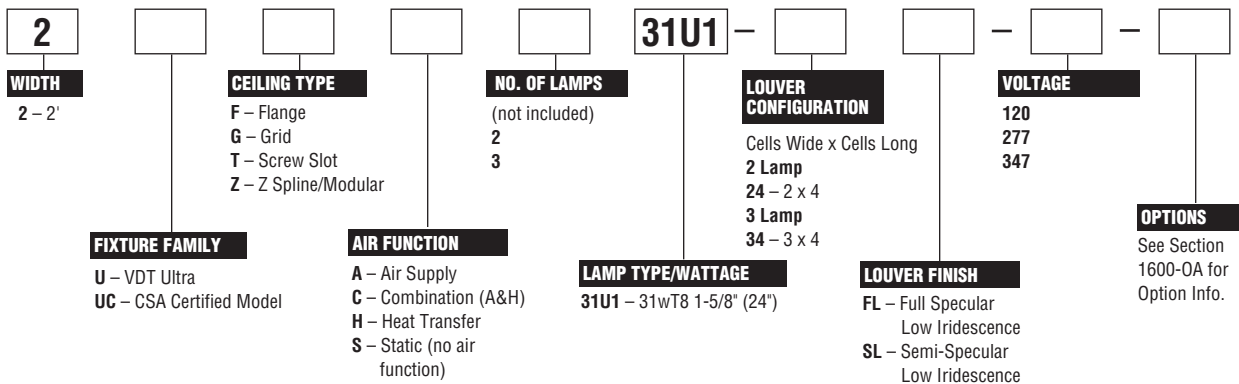 2
31U1
–
–
–
WIDTH
2 – 2'
CEILING TYPE
F – Flange
G – Grid
T – Screw Slot
Z – Z Spline/Modular
NO. OF LAMPS
(not included)
2
3
LOUVER
CONFIGURATION
Cells Wide x Cells Long
2 Lamp
24 – 2 x 4
3 Lamp
34 – 3 x 4
VOLTAGE
120
277
347
FIXTURE FAMILY
U – VDT Ultra
UC – CSA Certified Model
AIR FUNCTION
A – Air Supply
C – Combination (A&H)
H – Heat Transfer
S – Static (no air
function)
LAMP TYPE/WATTAGE
31U1 – 31wT8 1-5/8" (24")
LOUVER FINISH
FL – Full Specular
Low Iridescence
SL – Semi-Specular
Low Iridescence
OPTIONS
See Section
1600-OA for
Option Info.